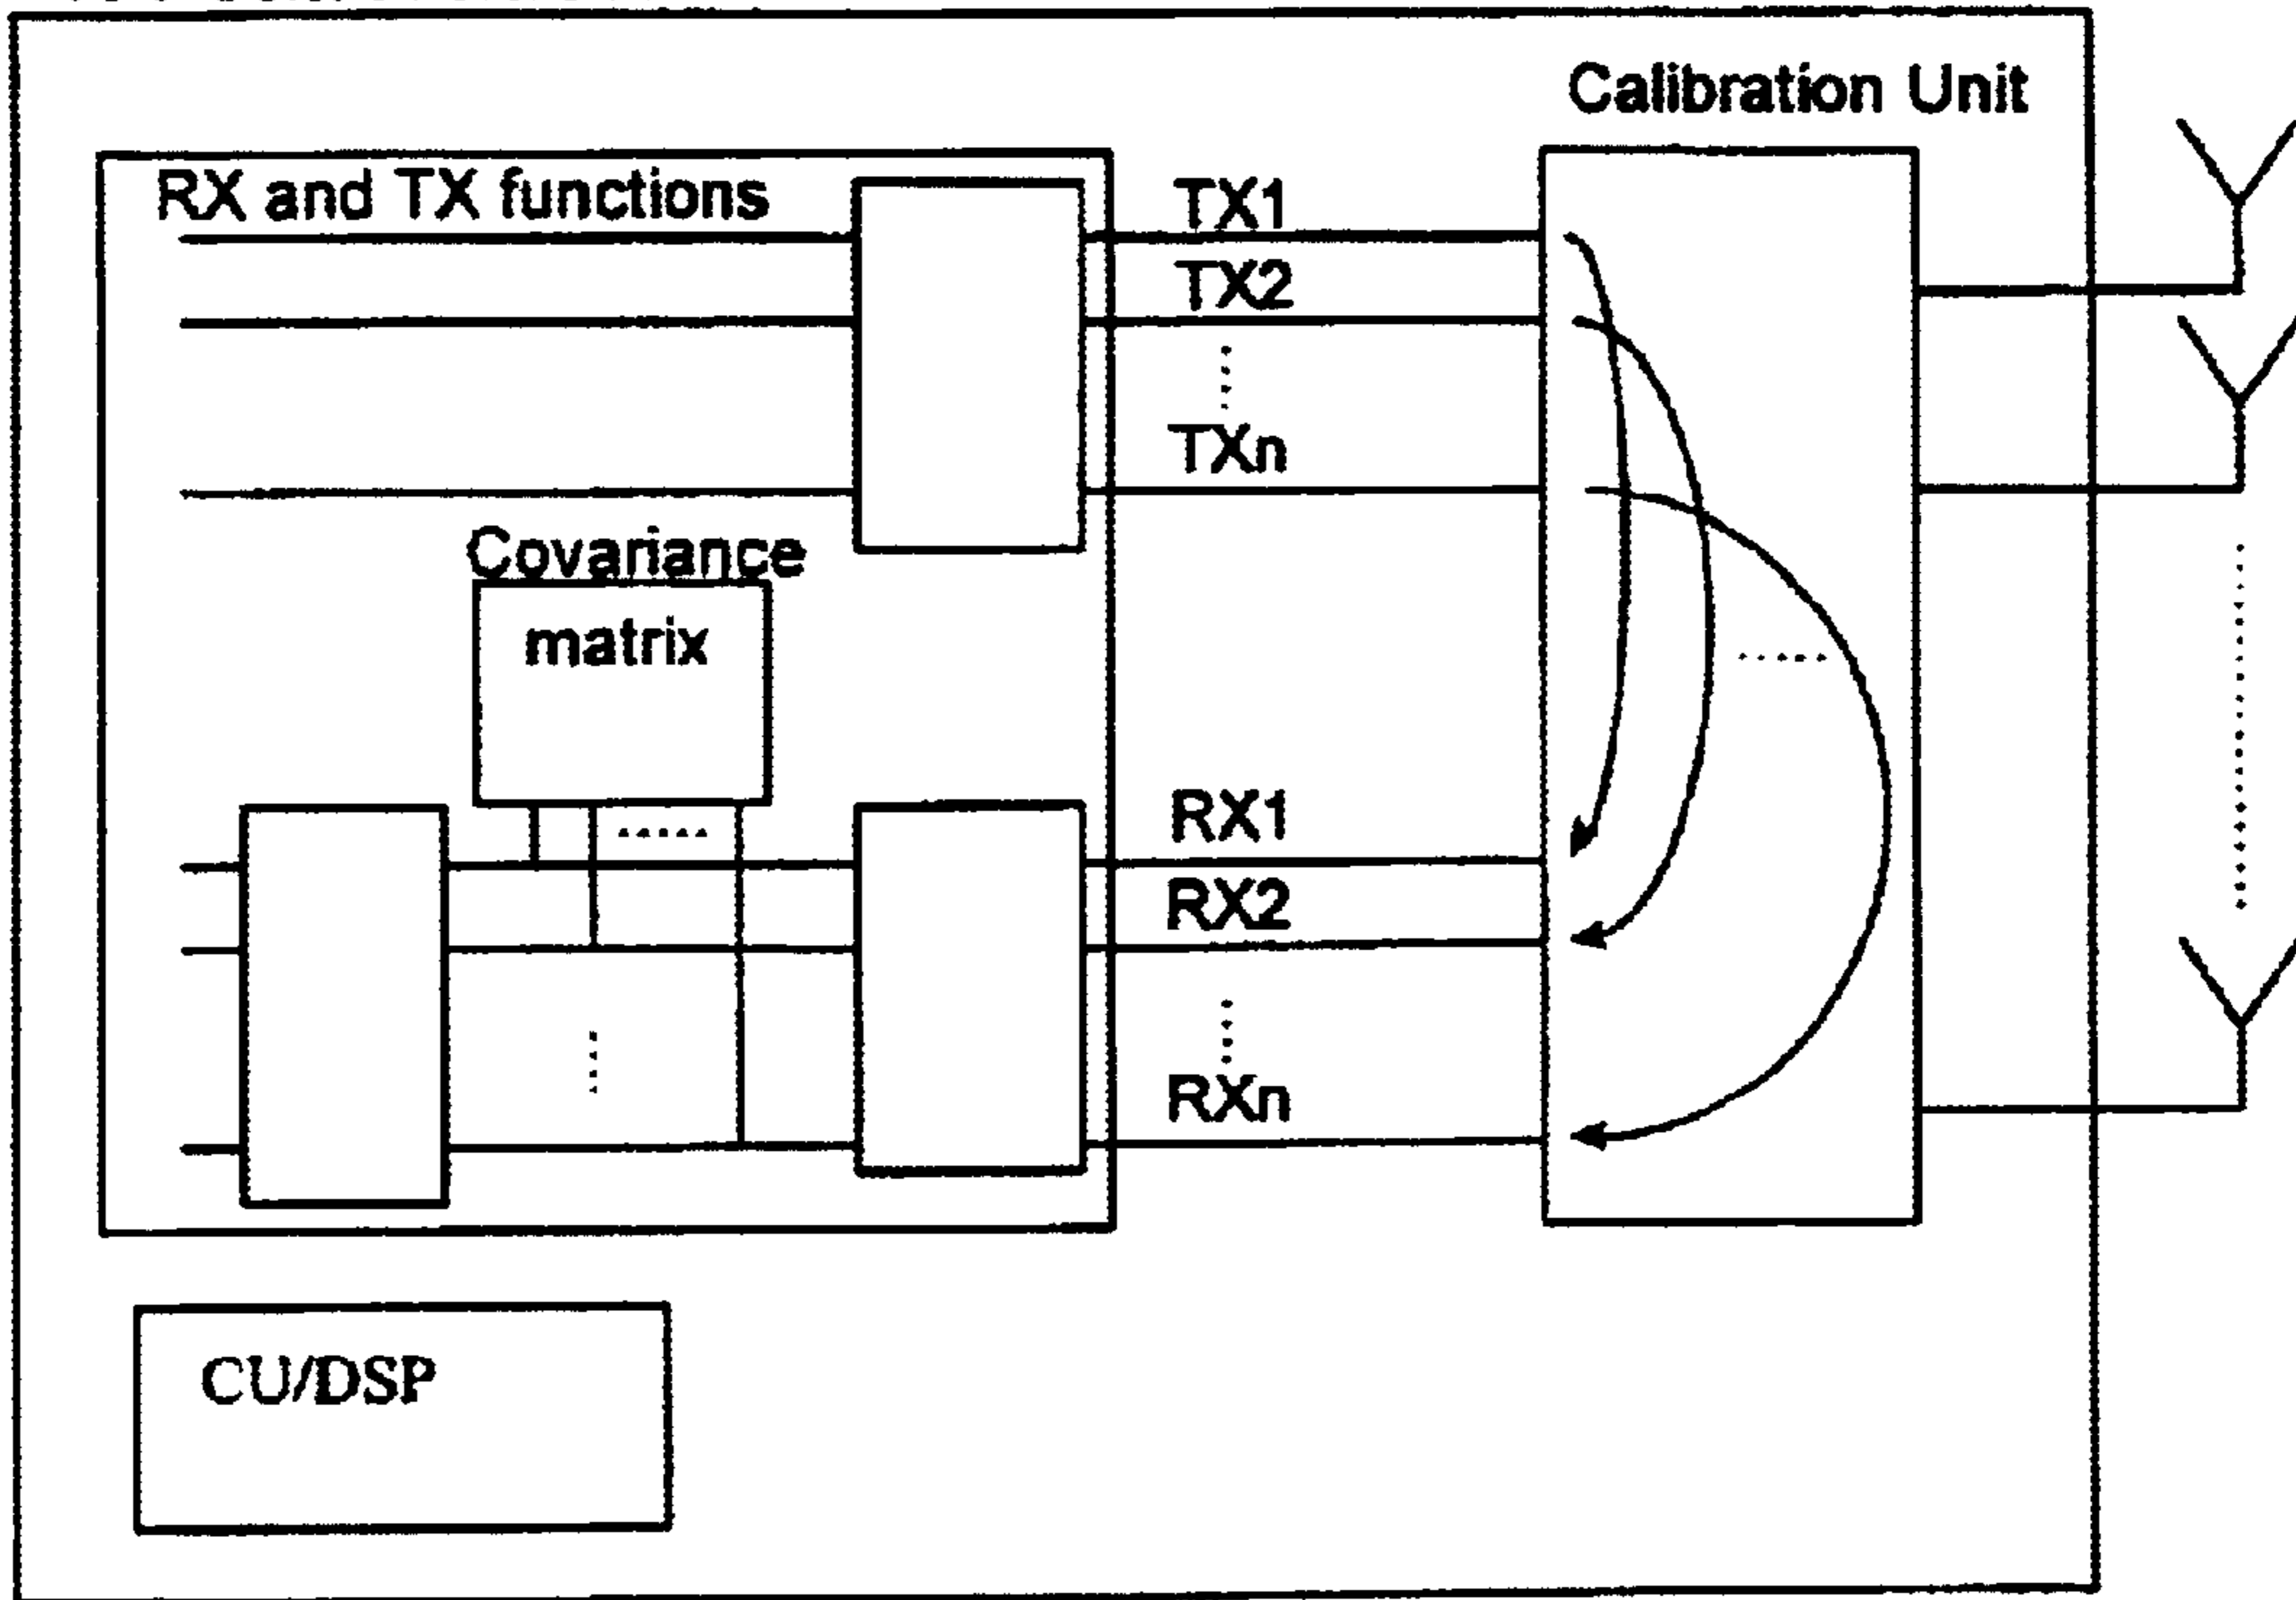 Calibration Unit
RX and TX functions
TX1
TX2
TXn
Covariance
matrix
RX1
RX2
RXn
CU/DSP